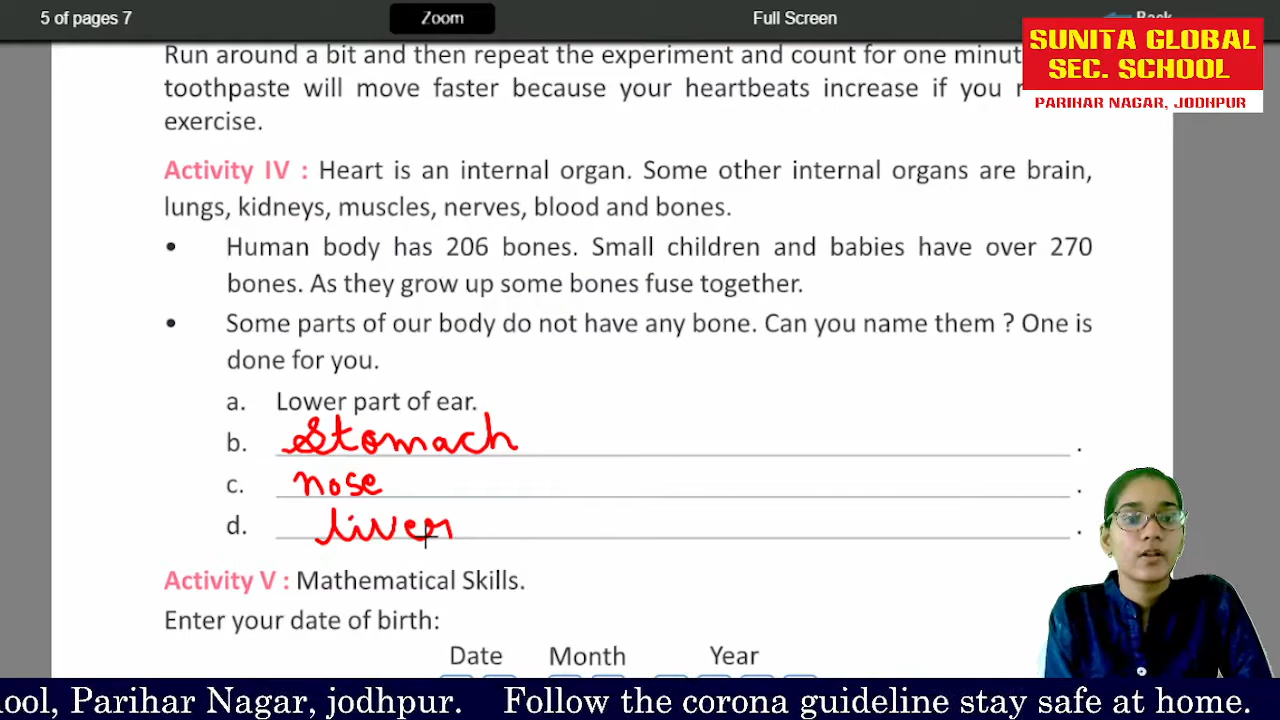 5 of pages 7 Zoom Full Screen Back
SUNITA GLOBAL
SEC. SCHOOL
PARIHAR NAGAR, JODHPUR
Run around a bit and then repeat the experiment and count for one minut
toothpaste will move faster because your heartbeats increase if you
exercise.
Activity IV : Heart is an internal organ. Some other internal organs are brain,
lungs, kidneys, muscles, nerves, blood and bones.
• Human body has 206 bones. Small children and babies have over 270
bones. As they grow up some bones fuse together.
• Some parts of our body do not have any bone. Can you name them ? One is
done for you.
a. Lower part of ear.
b. Stomach .
c. nose .
d. liver .
Activity V : Mathematical Skills.
Enter your date of birth:
Date Month Year
ool, Parihar Nagar, jodhpur. Follow the corona guideline stay safe at home.